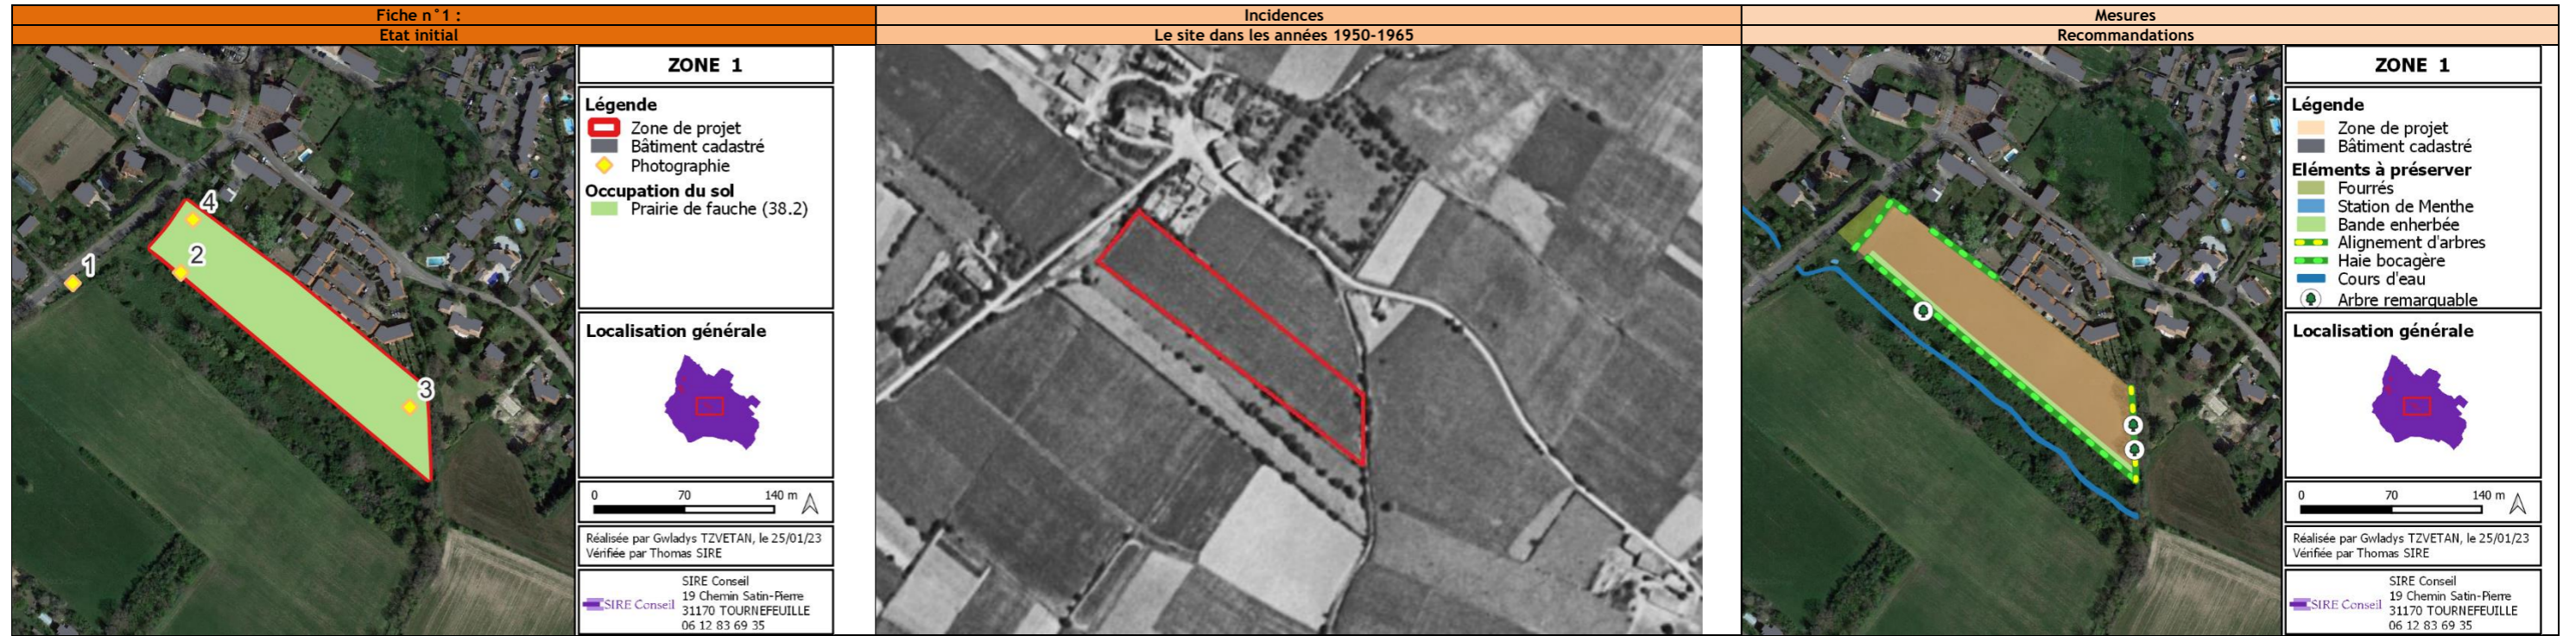 Fiche n°1 :
Etat initial
ZONE 1
Légende
Zone de projet
Bâtiment cadastré
Photographie
Occupation du sol
Prairie de fauche (38.2)
Localisation générale
0 70 140 m
Réalisée par Gwladys TZVETAN, le 25/01/23
Vérifiée par Thomas SIRE
SIRE Conseil
SIRE Conseil
19 Chemin Satin-Pierre
31170 TOURNEFEUILLE
06 12 83 69 35
4
1
2
3
Incidences
Le site dans les années 1950-1965
Mesures
Recommandations
ZONE 1
Légende
Zone de projet
Bâtiment cadastré
Eléments à préserver
Fourrés
Station de Menthe
Bande enherbée
Alignement d'arbres
Haie bocagère
Cours d'eau
Arbre remarquable
Localisation générale
0 70 140 m
Réalisée par Gwladys TZVETAN, le 25/01/23
Vérifiée par Thomas SIRE
SIRE Conseil
SIRE Conseil
19 Chemin Satin-Pierre
31170 TOURNEFEUILLE
06 12 83 69 35